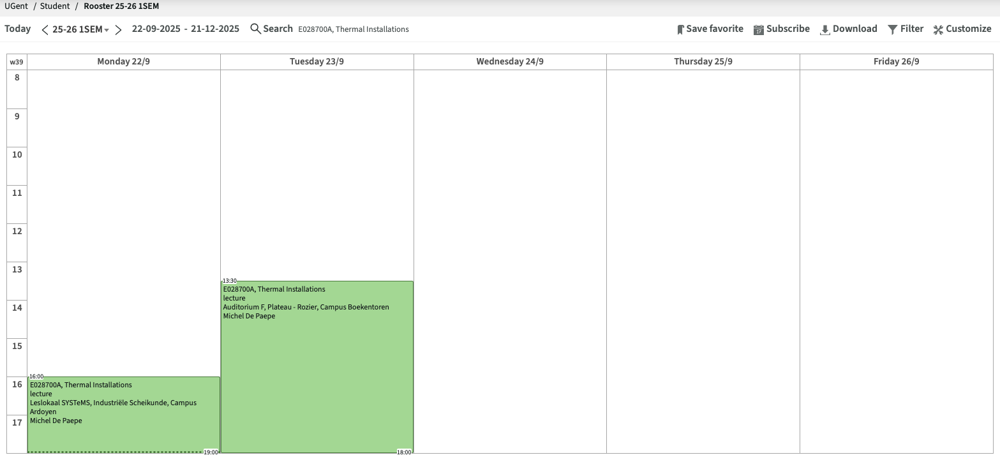 UGent / Student / Rooster 25-26 1SEM
Today 25-26 1SEM 22-09-2025 - 21-12-2025 Search E028700A, Thermal Installations Save favorite 17 Subscribe Download Filter Customize
w39 Monday 22/9 Tuesday 23/9 Wednesday 24/9 Thursday 25/9 Friday 26/9
8
9
10
11
12
13
13:30
E028700A, Thermal Installations
lecture
14
Auditorium F, Plateau - Rozier, Campus Boekentoren
Michel De Paepe
15
16:00
16
E028700A, Thermal Installations
lecture
Leslokaal SYSTeMS, Industriële Scheikunde, Campus
Ardoyen
17
Michel De Paepe
19:00 18:00